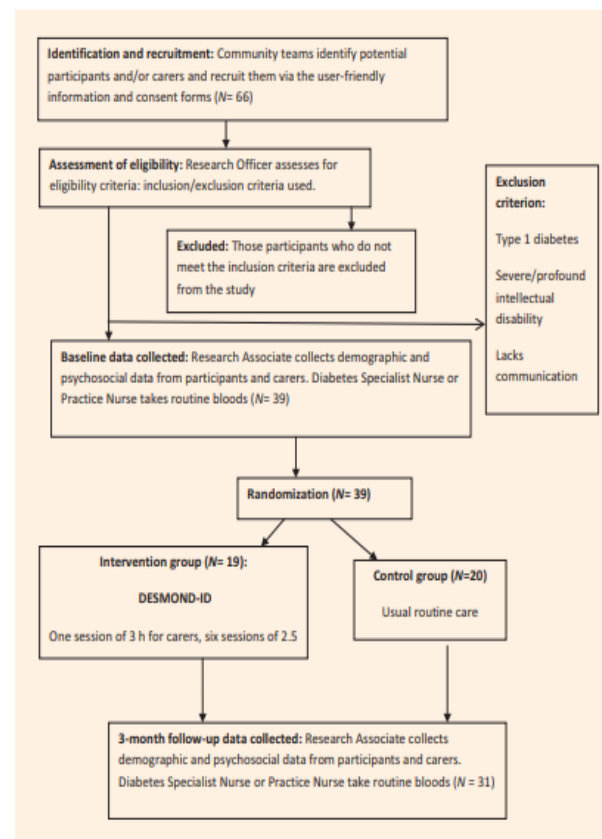 Identification and recruitment: Community teams identify potential
participants and/or carers and recruit them via the user-friendly
information and consent forms (N= 66)
Assessment of eligibility: Research Officer assesses for
eligibility criteria: inclusion/exclusion criteria used.
Exclusion
criterion:
Type 1 diabetes
Severe/profound
intellectual
disability
Lacks
communication
Excluded: Those participants who do not
meet the inclusion criteria are excluded
from the study
Baseline data collected: Research Associate collects demographic and
psychosocial data from participants and carers. Diabetes Specialist Nurse or
Practice Nurse takes routine bloods (N= 39)
Randomization (N= 39)
Intervention group (N= 19):
DESMOND-ID
One session of 3 h for carers, six sessions of 2.5
Control group (N=20)
Usual routine care
3-month follow-up data collected: Research Associate collects
demographic and psychosocial data from participants and carers.
Diabetes Specialist Nurse or Practice Nurse take routine bloods (N = 31)